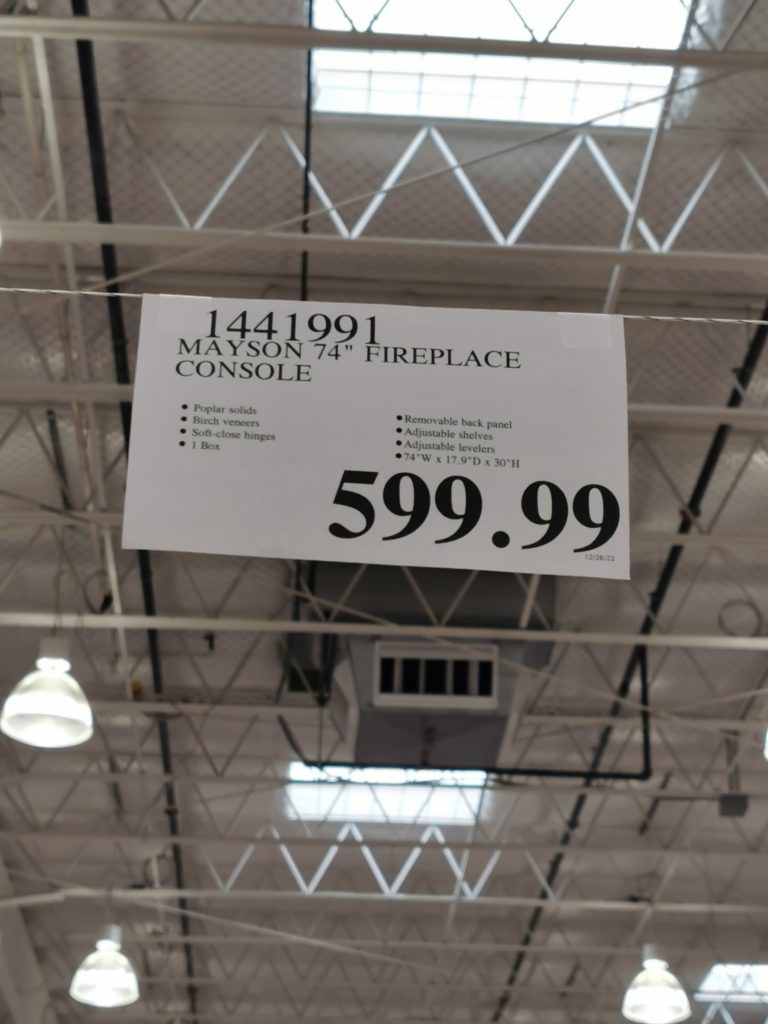 1441991
MAYSON 74" FIREPLACE
CONSOLE
• Poplar solids
• Birch veneers
• Soft-close hinges
• 1 Box
• Removable back panel
• Adjustable shelves
• Adjustable levelers
• 74"W x 17.9"D x 30"H
599.99
12/26/22